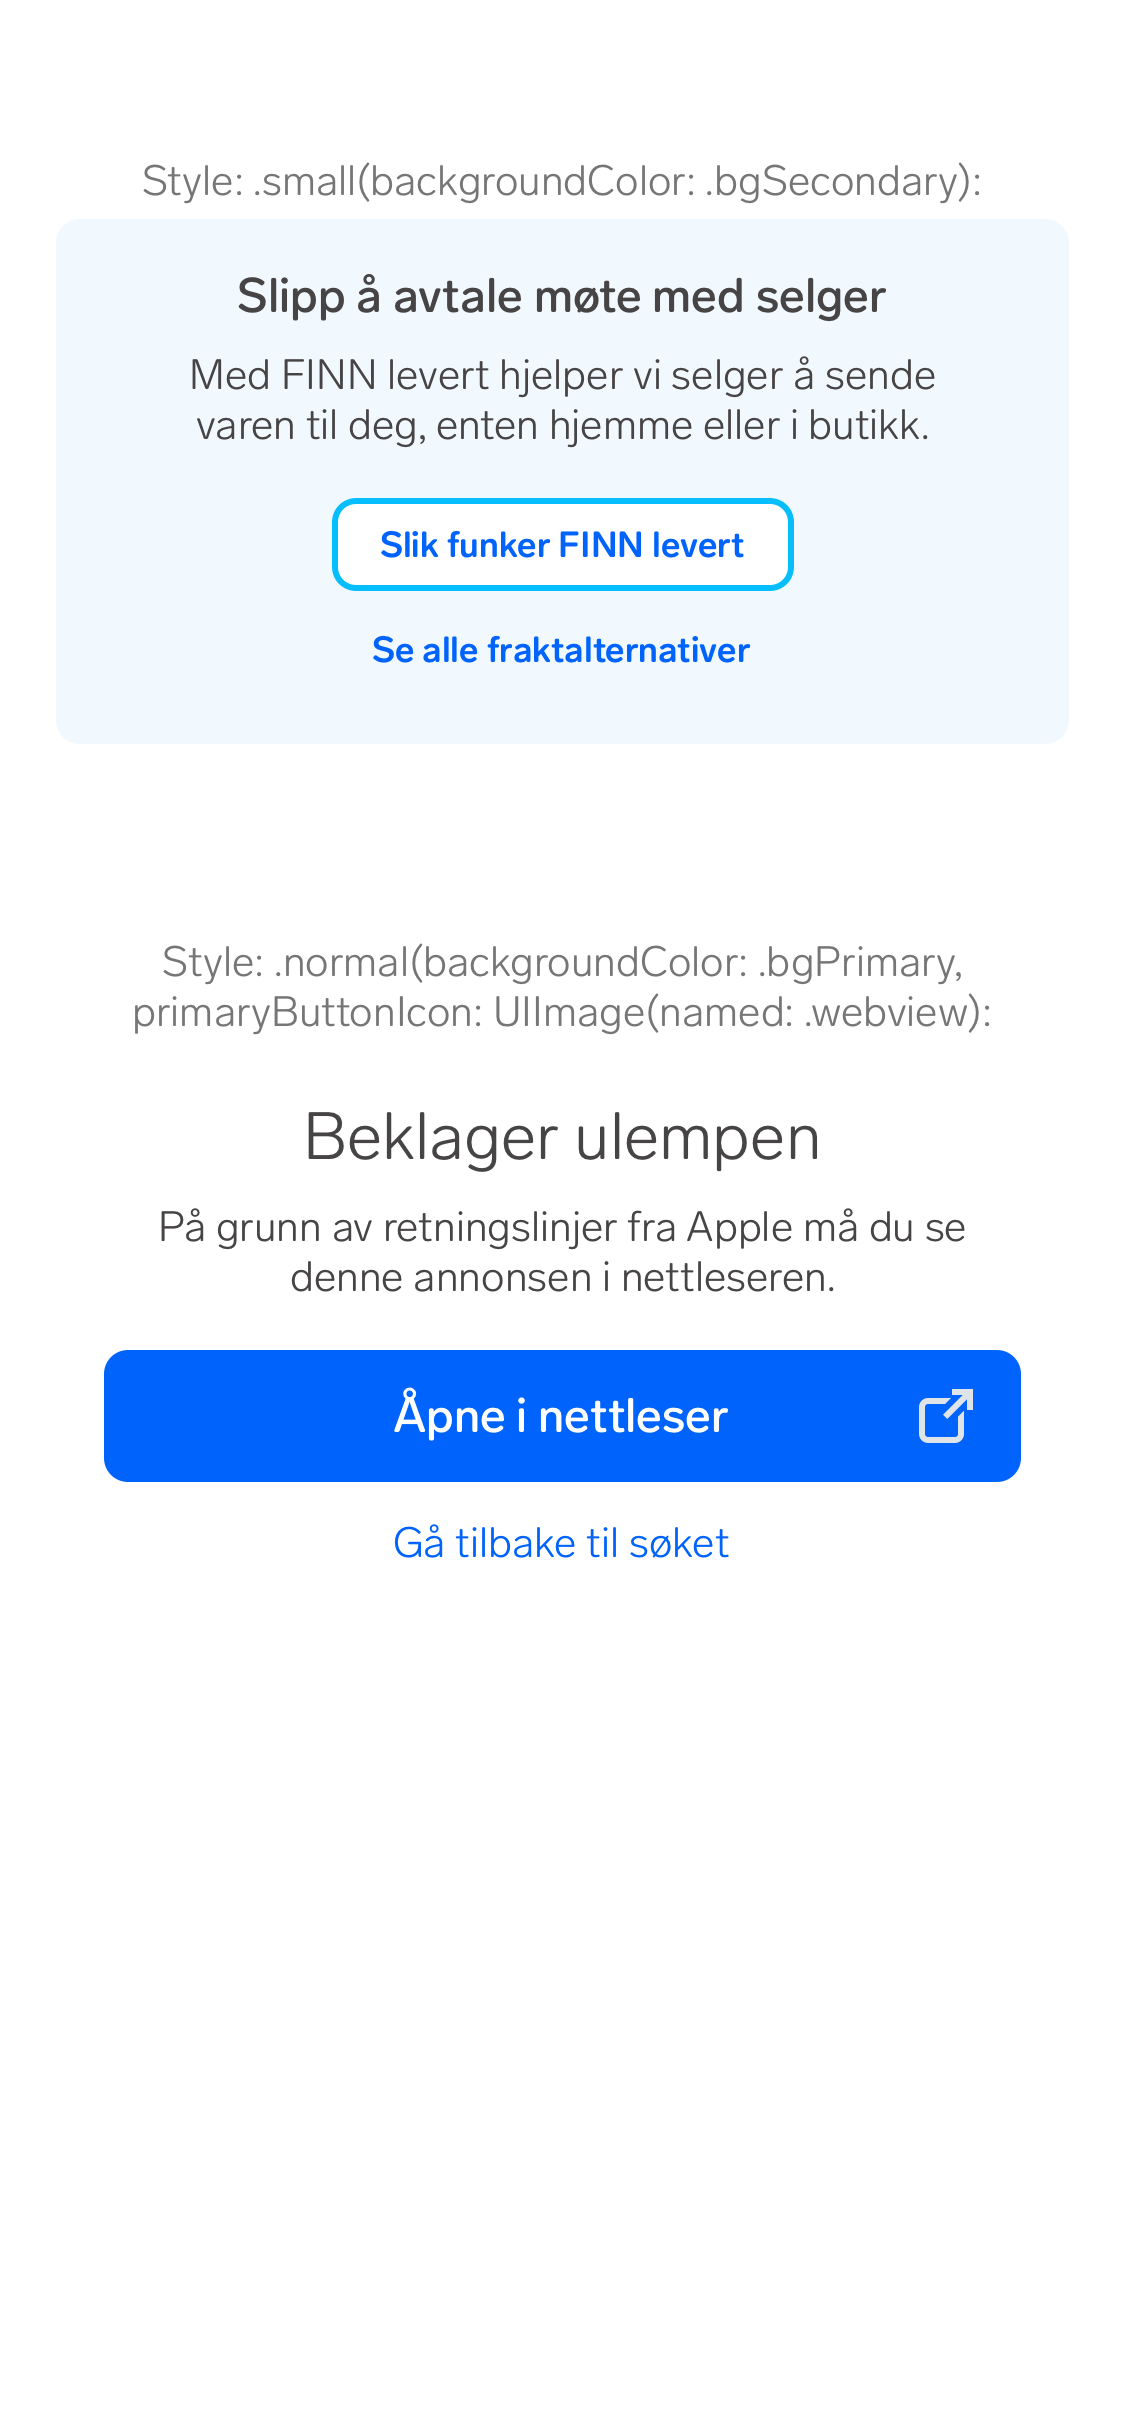 Style: .small(backgroundColor: .bgSecondary):
Slipp å avtale møte med selger
Med FINN levert hjelper vi selger å sende
varen til deg, enten hjemme eller i butikk.
Slik funker FINN levert
Se alle fraktalternativer
Style: .normal(backgroundColor: .bgPrimary,
primaryButtonIcon: UIImage(named: .webview):
Beklager ulempen
På grunn av retningslinjer fra Apple må du se
denne annonsen i nettleseren.
Åpne i nettleser
Gå tilbake til søket